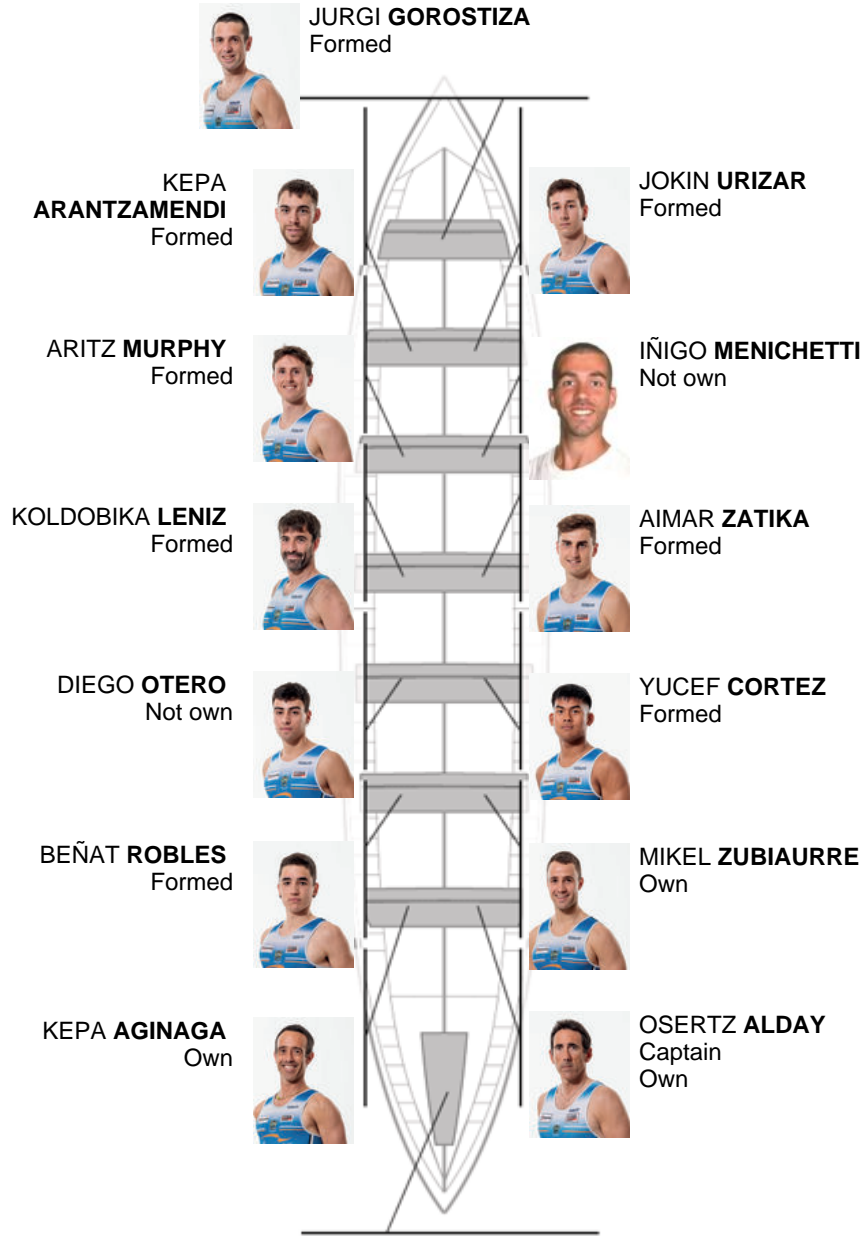 JURGI GOROSTIZA
Formed
KEPA
ARANTZAMENDI
Formed
JOKIN URIZAR
Formed
ARITZ MURPHY
Formed
IÑIGO MENICHETTI
Not own
KOLDOBIKA LENIZ
Formed
AIMAR ZATIKA
Formed
DIEGO OTERO
Not own
YUCEF CORTEZ
Formed
BEÑAT ROBLES
Formed
MIKEL ZUBIAURRE
Own
KEPA AGINAGA
Own
OSERTZ ALDAY
Captain
Own